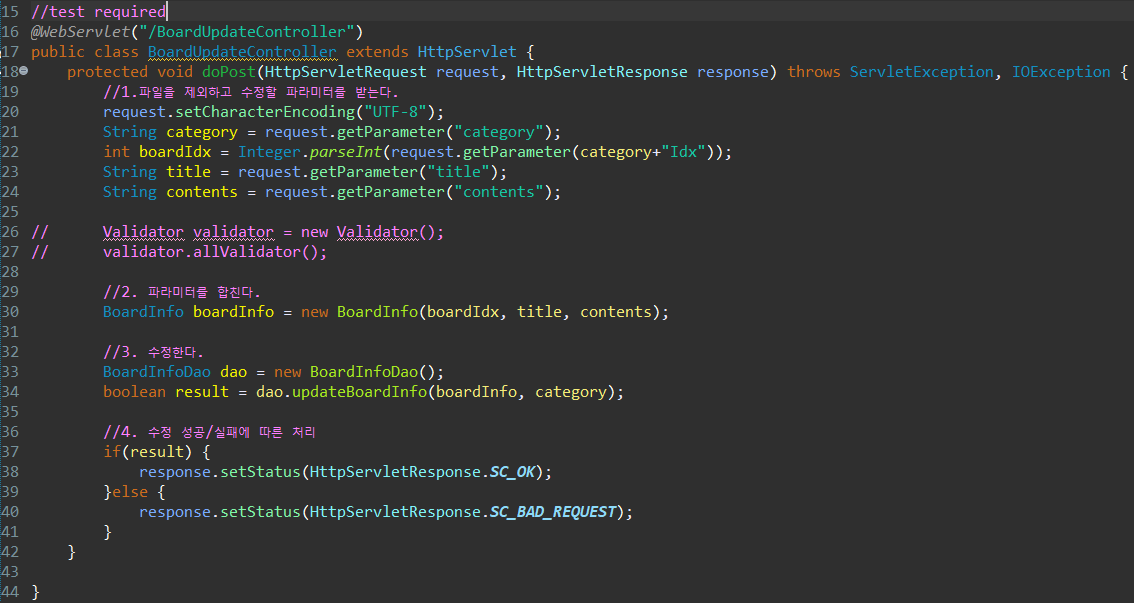 15 //test required
16 @WebServlet("/BoardUpdateController")
17 public class BoardUpdateController extends HttpServlet {
18 protected void doPost(HttpServletRequest request, HttpServletResponse response) throws ServletException, IOException {
19 //1.파일을 제외하고 수정할 파라미터를 받는다.
20 request.setCharacterEncoding("UTF-8");
21 String category = request.getParameter("category");
22 int boardIdx = Integer.parseInt(request.getParameter(category+"Idx"));
23 String title = request.getParameter("title");
24 String contents = request.getParameter("contents");
25
26 // Validator validator = new Validator();
27 // validator.allValidator();
28
29 //2. 파라미터를 합친다.
30 BoardInfo boardInfo = new BoardInfo(boardIdx, title, contents);
31
32 //3. 수정한다.
33 BoardInfoDao dao = new BoardInfoDao();
34 boolean result = dao.updateBoardInfo(boardInfo, category);
35
36 //4. 수정 성공/실패에 따른 처리
37 if(result) {
38 response.setStatus(HttpServletResponse.SC_OK);
39 }else {
40 response.setStatus(HttpServletResponse.SC_BAD_REQUEST);
41 }
42 }
43
44 }